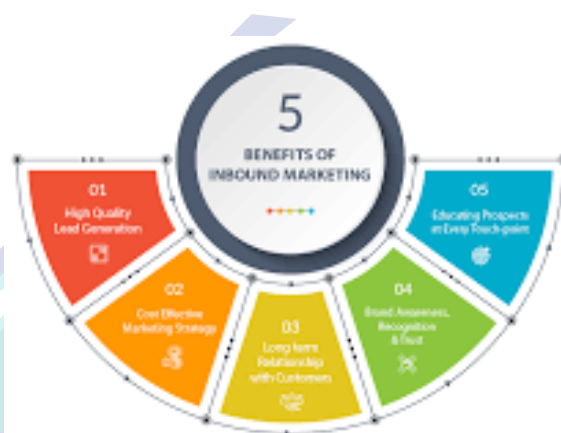 5
BENEFITS OF
INBOUND MARKETING
01
High Quality
Lead Generation
02
Cost Effective
Marketing Strategy
03
Long term
Relationship
with Customers
04
Brand Awareness,
Recognition
& Trust
05
Educating Prospects
at Every Touch-point